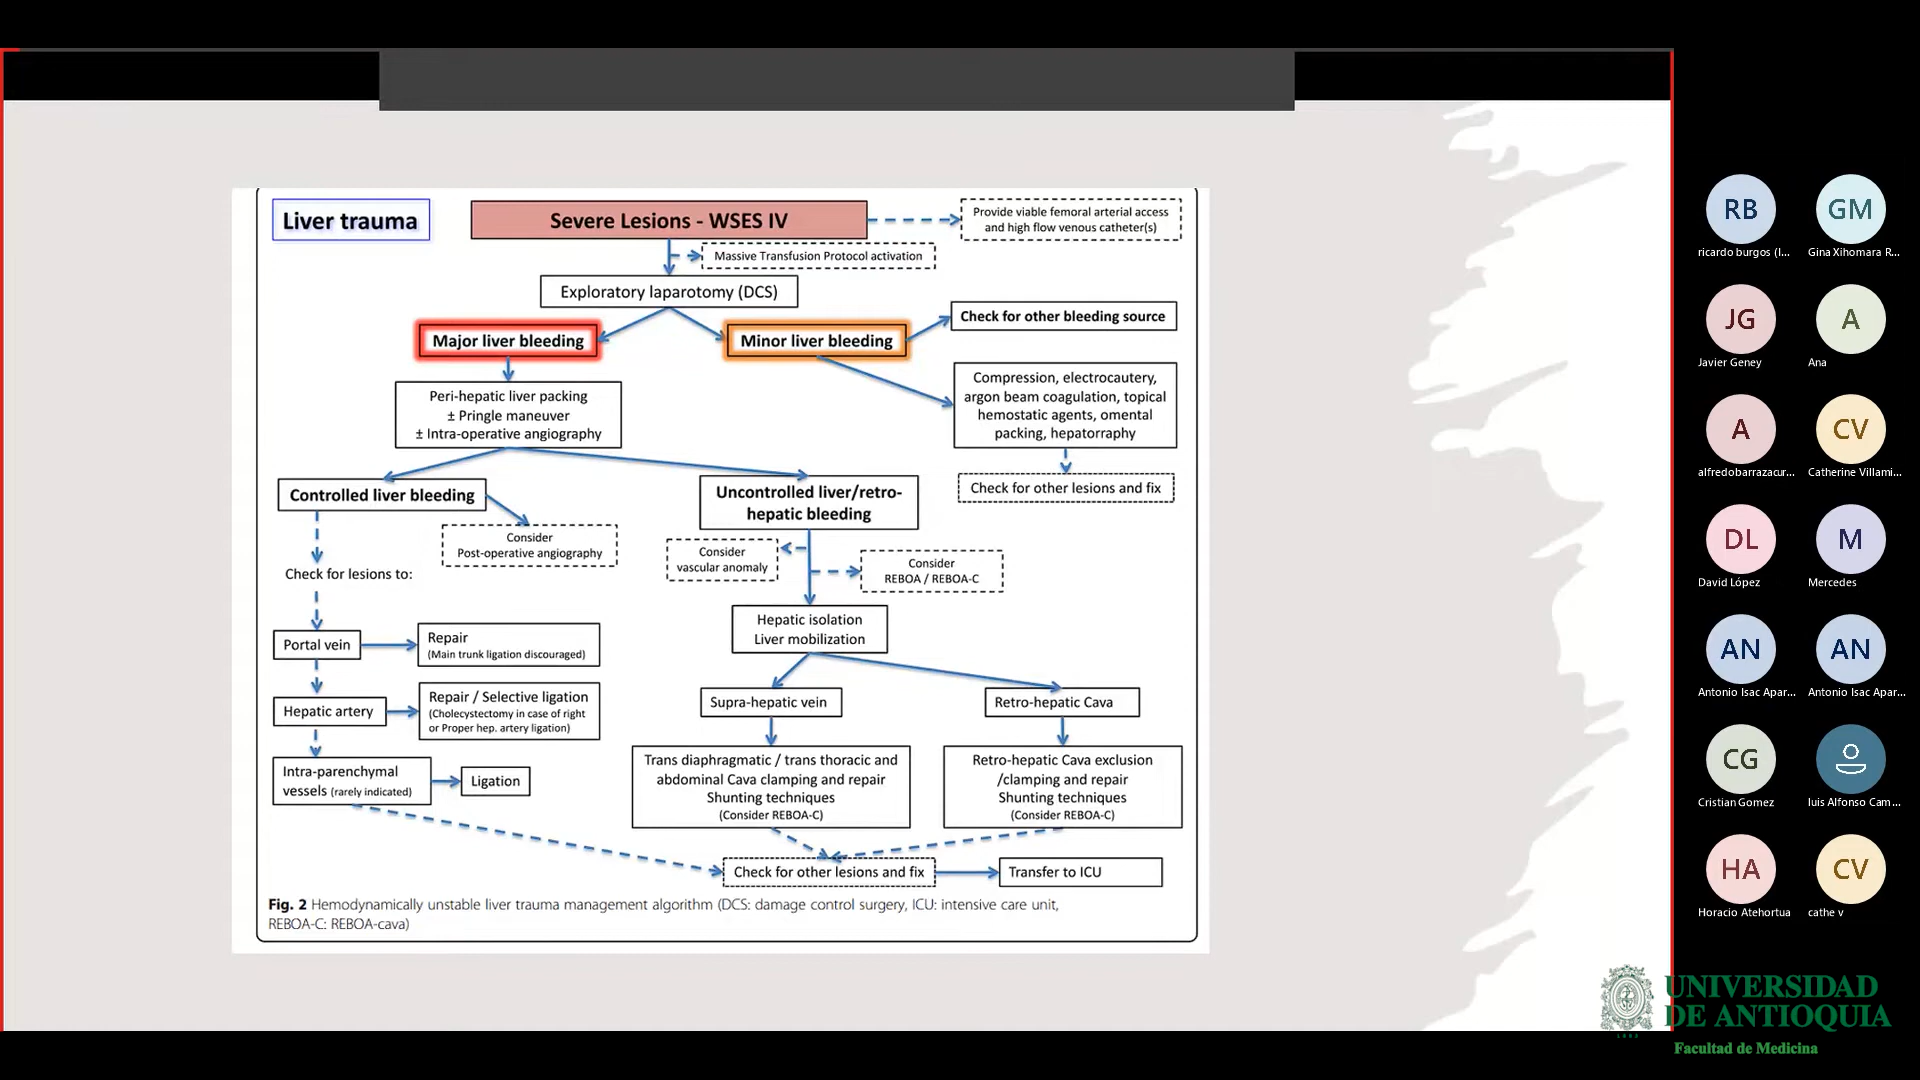 Liver trauma
Severe Lesions - WSES IV
Provide viable femoral arterial access
and high flow venous catheter(s)
Massive Transfusion Protocol activation
Exploratory laparotomy (DCS)
Major liver bleeding
Minor liver bleeding
Check for other bleeding source
Peri-hepatic liver packing
± Pringle maneuver
± Intra-operative angiography
Compression, electrocautery,
argon beam coagulation, topical
hemostatic agents, omental
packing, hepatorraphy
Check for other lesions and fix
Controlled liver bleeding
Consider
Post-operative angiography
Uncontrolled liver/retro-
hepatic bleeding
Consider
vascular anomaly
Consider
REBOA / REBOA-C
Check for lesions to:
Hepatic isolation
Liver mobilization
Portal vein
Repair
(Main trunk ligation discouraged)
Hepatic artery
Repair / Selective ligation
(Cholecystectomy in case of right
or Proper hep. artery ligation)
Intra-parenchymal
vessels (rarely indicated)
Ligation
Supra-hepatic vein
Retro-hepatic Cava
Trans diaphragmatic / trans thoracic and
abdominal Cava clamping and repair
Shunting techniques
(Consider REBOA-C)
Retro-hepatic Cava exclusion
/clamping and repair
Shunting techniques
(Consider REBOA-C)
Check for other lesions and fix
Transfer to ICU
Fig. 2 Hemodynamically unstable liver trauma management algorithm (DCS: damage control surgery, ICU: intensive care unit,
REBOA-C: REBOA-cava)
RB
ricardo burgos (I...
GM
Gina Xihomara R...
JG
Javier Geney
A
Ana
A
alfredobarrazacur...
CV
Catherine Villami...
DL
David López
M
Mercedes
AN
Antonio Isac Apar...
AN
Antonio Isac Apar...
CG
Cristian Gomez
luis Alfonso Cam...
HA
Horacio Atehortua
CV
cathe v
UNIVERSIDAD
DE ANTIOQUIA
Facultad de Medicina